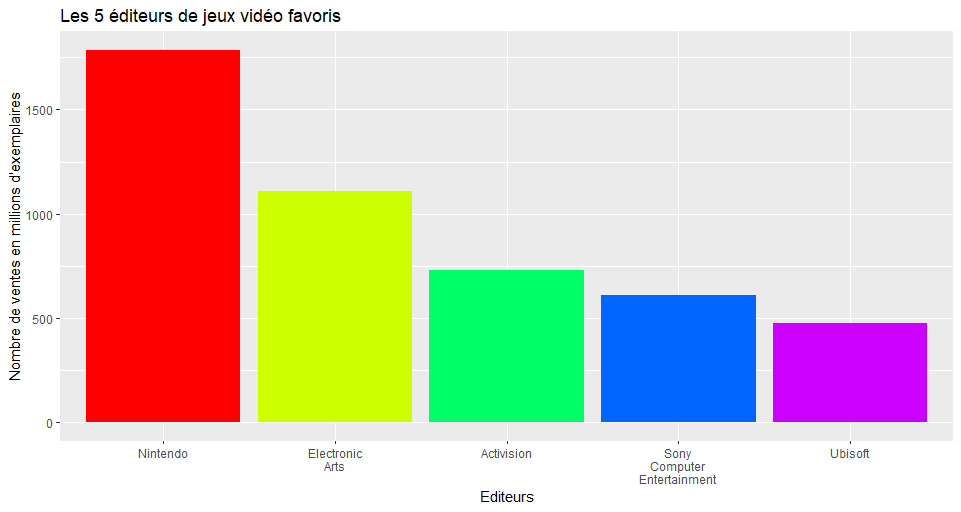 Les 5 éditeurs de jeux vidéo favoris
Nombre de ventes en millions d'exemplaires
1500
1000
500
0
Nintendo
Electronic
Arts
Activision
Sony
Computer
Entertainment
Ubisoft
Editeurs